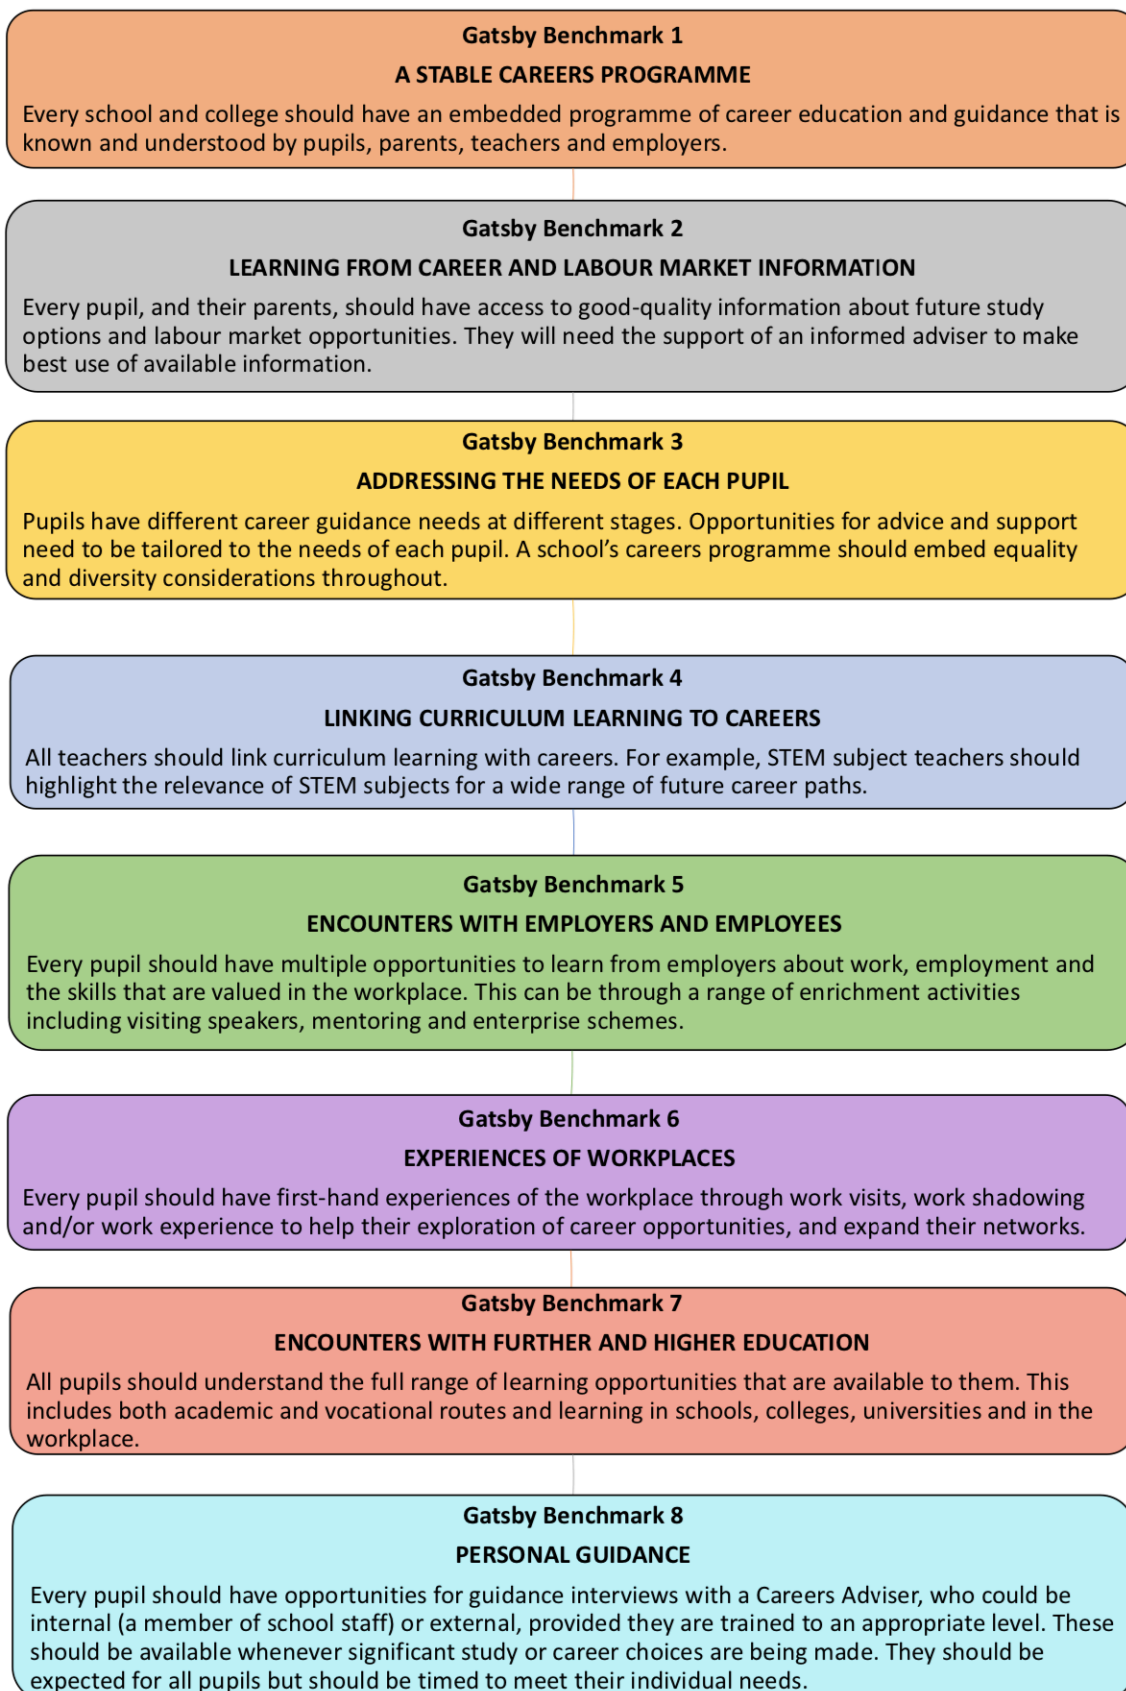 Gatsby Benchmark 1
A STABLE CAREERS PROGRAMME
Every school and college should have an embedded programme of career education and guidance that is
known and understood by pupils, parents, teachers and employers.
Gatsby Benchmark 2
LEARNING FROM CAREER AND LABOUR MARKET INFORMATION
Every pupil, and their parents, should have access to good-quality information about future study
options and labour market opportunities. They will need the support of an informed adviser to make
best use of available information.
Gatsby Benchmark 3
ADDRESSING THE NEEDS OF EACH PUPIL
Pupils have different career guidance needs at different stages. Opportunities for advice and support
need to be tailored to the needs of each pupil. A school’s careers programme should embed equality
and diversity considerations throughout.
Gatsby Benchmark 4
LINKING CURRICULUM LEARNING TO CAREERS
All teachers should link curriculum learning with careers. For example, STEM subject teachers should
highlight the relevance of STEM subjects for a wide range of future career paths.
Gatsby Benchmark 5
ENCOUNTERS WITH EMPLOYERS AND EMPLOYEES
Every pupil should have multiple opportunities to learn from employers about work, employment and
the skills that are valued in the workplace. This can be through a range of enrichment activities
including visiting speakers, mentoring and enterprise schemes.
Gatsby Benchmark 6
EXPERIENCES OF WORKPLACES
Every pupil should have first-hand experiences of the workplace through work visits, work shadowing
and/or work experience to help their exploration of career opportunities, and expand their networks.
Gatsby Benchmark 7
ENCOUNTERS WITH FURTHER AND HIGHER EDUCATION
All pupils should understand the full range of learning opportunities that are available to them. This
includes both academic and vocational routes and learning in schools, colleges, universities and in the
workplace.
Gatsby Benchmark 8
PERSONAL GUIDANCE
Every pupil should have opportunities for guidance interviews with a Careers Adviser, who could be
internal (a member of school staff) or external, provided they are trained to an appropriate level. These
should be available whenever significant study or career choices are being made. They should be
expected for all pupils but should be timed to meet their individual needs.